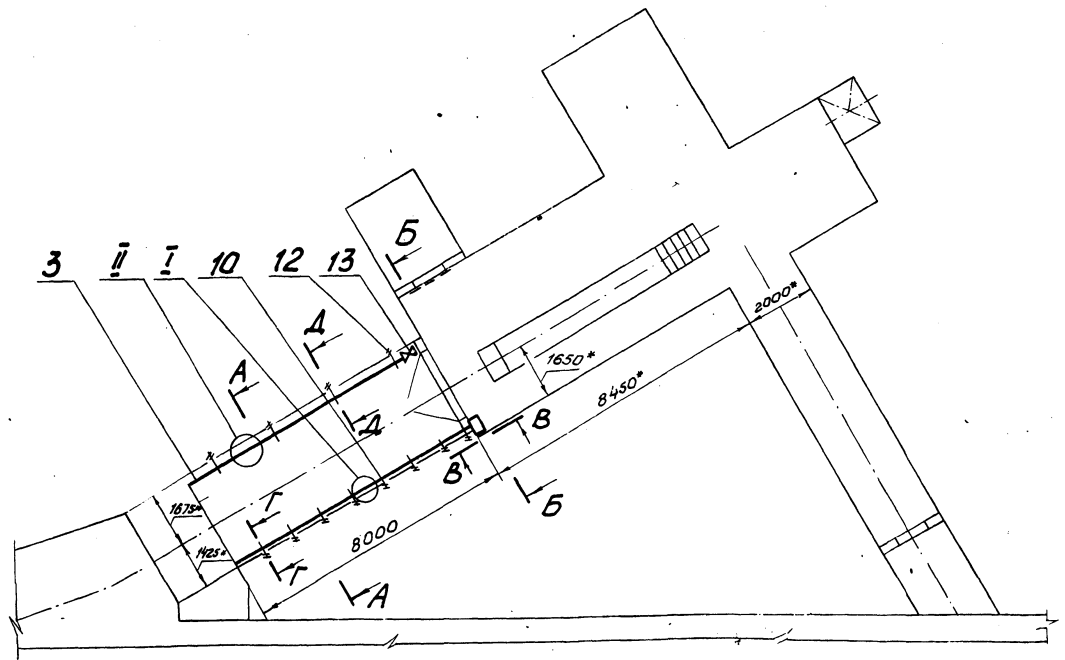 Б
3 II I 10 12 13
Д
2000*
А
1650*
8450*
Д
В
В
Б
1675*
Г
8000
1425*
Г
А